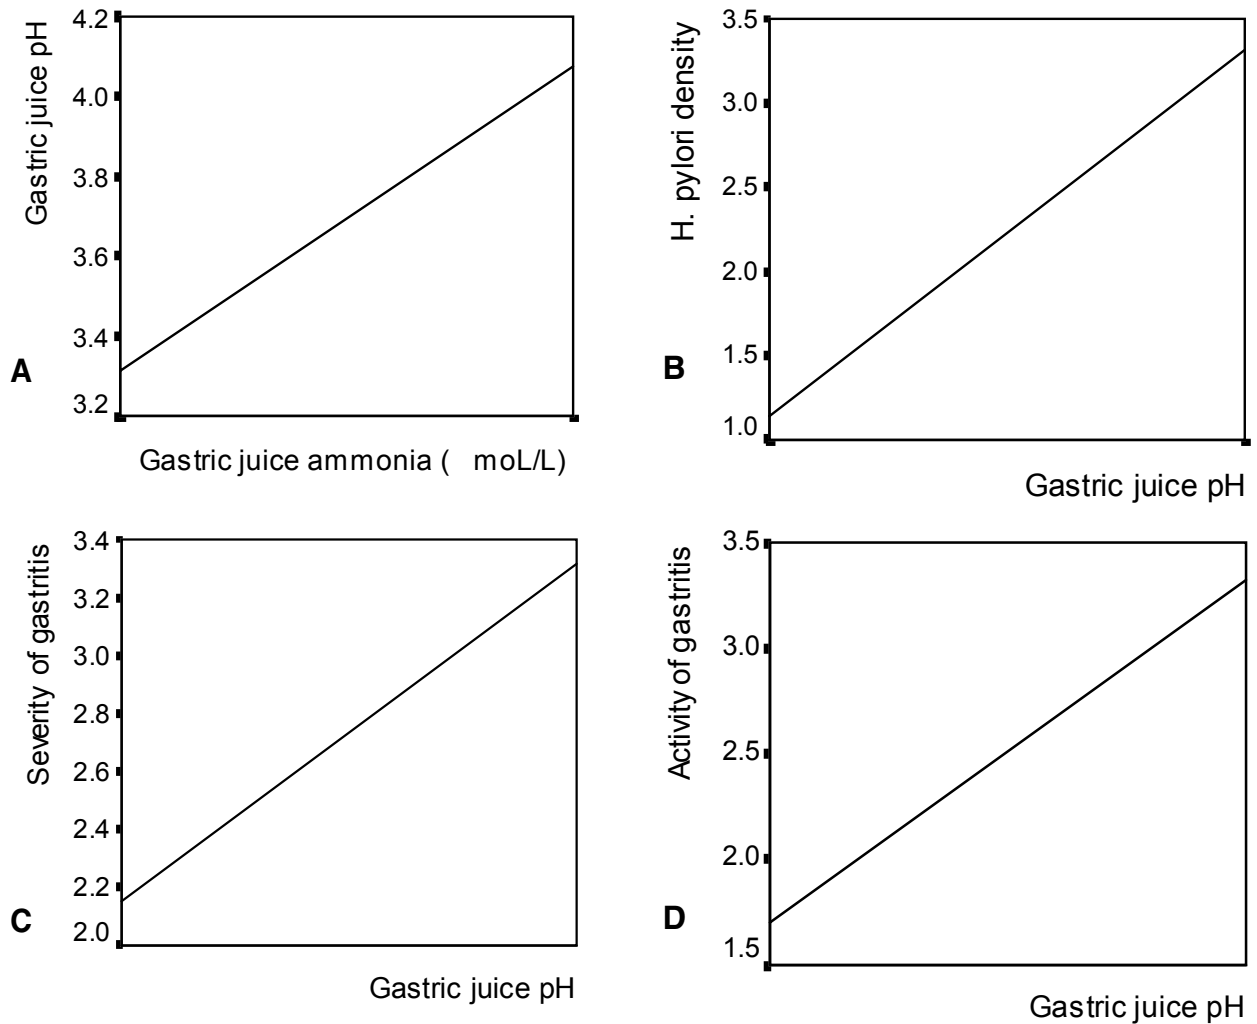 4.2
4.0
3.8
3.6
3.4
3.2
Gastric juice pH
A
Gastric juice ammonia ( moL/L)
3.5
3.0
2.5
2.0
1.5
1.0
H. pylori density
B
Gastric juice pH
3.4
3.2
3.0
2.8
2.6
2.4
2.2
2.0
Severity of gastritis
C
Gastric juice pH
3.5
3.0
2.5
2.0
1.5
Activity of gastritis
D
Gastric juice pH